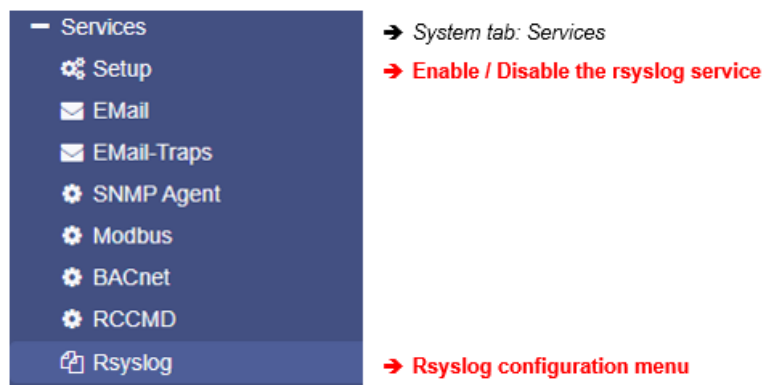 Services
➔ System tab: Services
Setup
➔ Enable / Disable the rsyslog service
EMail
EMail-Traps
SNMP Agent
Modbus
BACnet
RCCMD
Rsyslog
➔ Rsyslog configuration menu